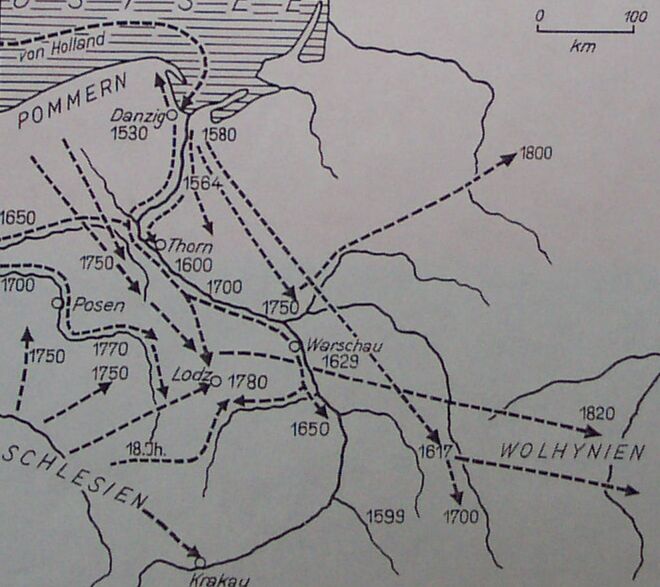 OSTSEE
0 100
km
von Holland
POMMERN
Danzig
1530
1580
1800
1564
1650
Thorn
1600
1750
1700
1700
1750
Posen
Warschau
1629
1750
1770
1750
Lodz
1780
1650
1820
18.Jh.
1617
WOLHYNIEN
SCHLESIEN
1599
1700
Krakau